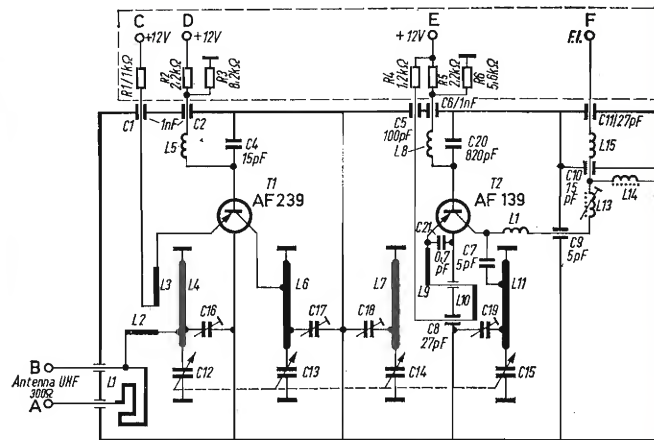 C D E F
+12V +12V +12V F.I.
R1/1kΩ R2 2,2kΩ R3 8,2kΩ R4 1,2kΩ R5 2,2kΩ R6 5,6kΩ
C1 1nF C2 C5 100pF C6/1nF C11/27pF
L5 C4 15pF L8 C20 820pF L15
C10 15 pF
L13 L14
T1 AF 239
T2 AF 139
C21 0,7 pF C7 5pF L1 C9 5pF
L3 L4 L6 L7 L9 L10 L11
L2 C16 C17 C18 C8 27pF C19
C12 C13 C14 C15
B
Antenna UHF 300Ω
A
L1